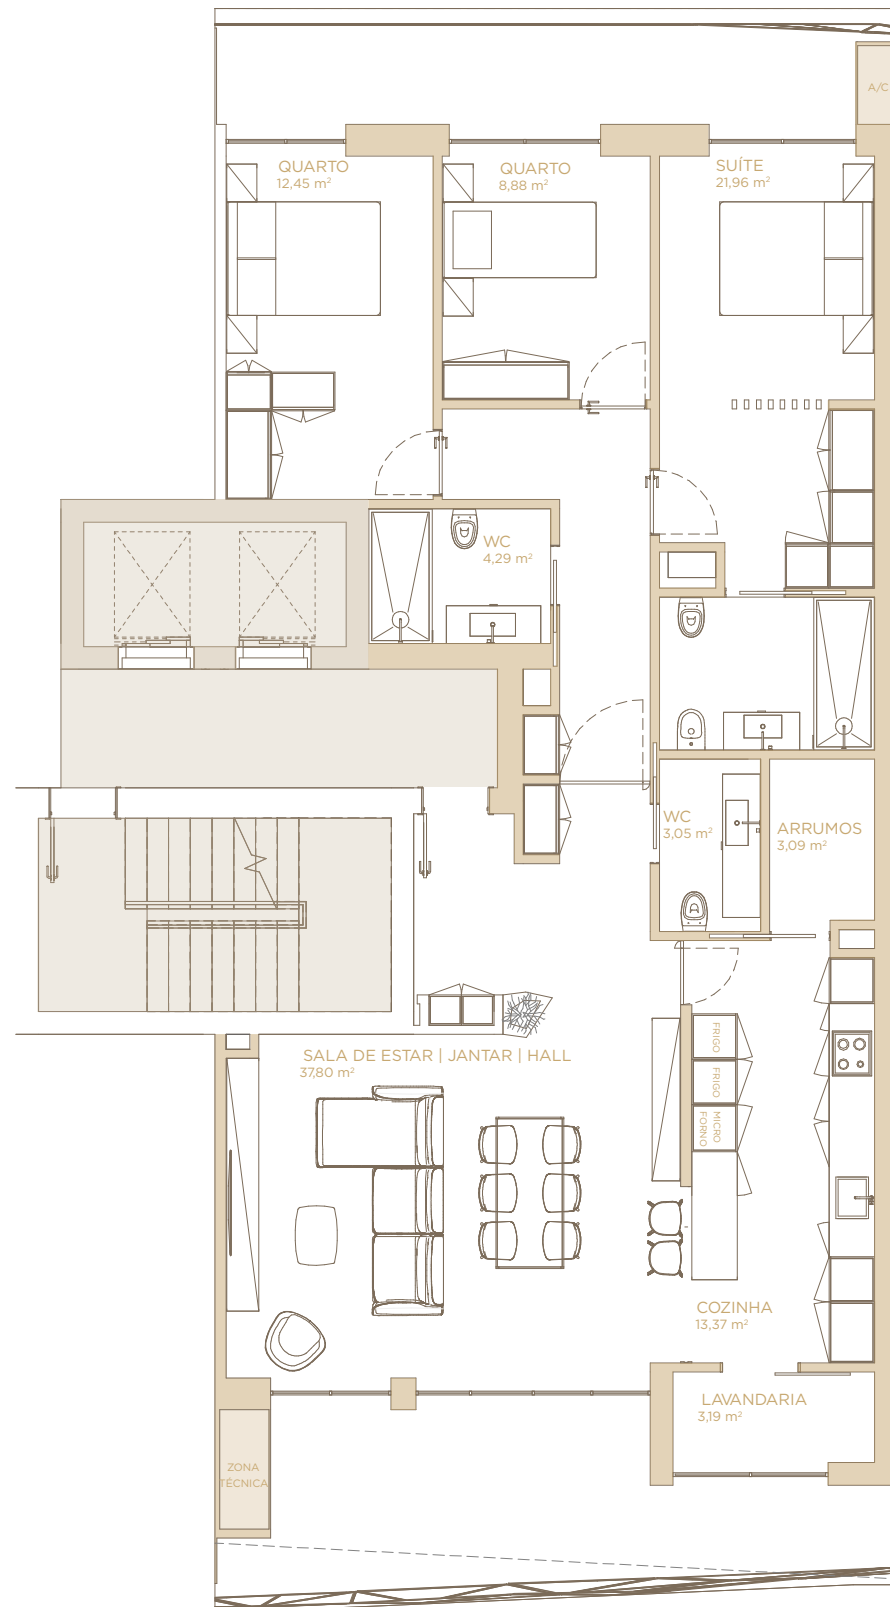 A/C
QUARTO
12,45 m²
QUARTO
8,88 m²
SUÍTE
21,96 m²
WC
4,29 m²
WC
3,05 m²
ARRUMOS
3,09 m²
SALA DE ESTAR | JANTAR | HALL
37,80 m²
FRIGO
FRIGO
MICRO
FORNO
COZINHA
13,37 m²
LAVANDARIA
3,19 m²
ZONA
TÉCNICA